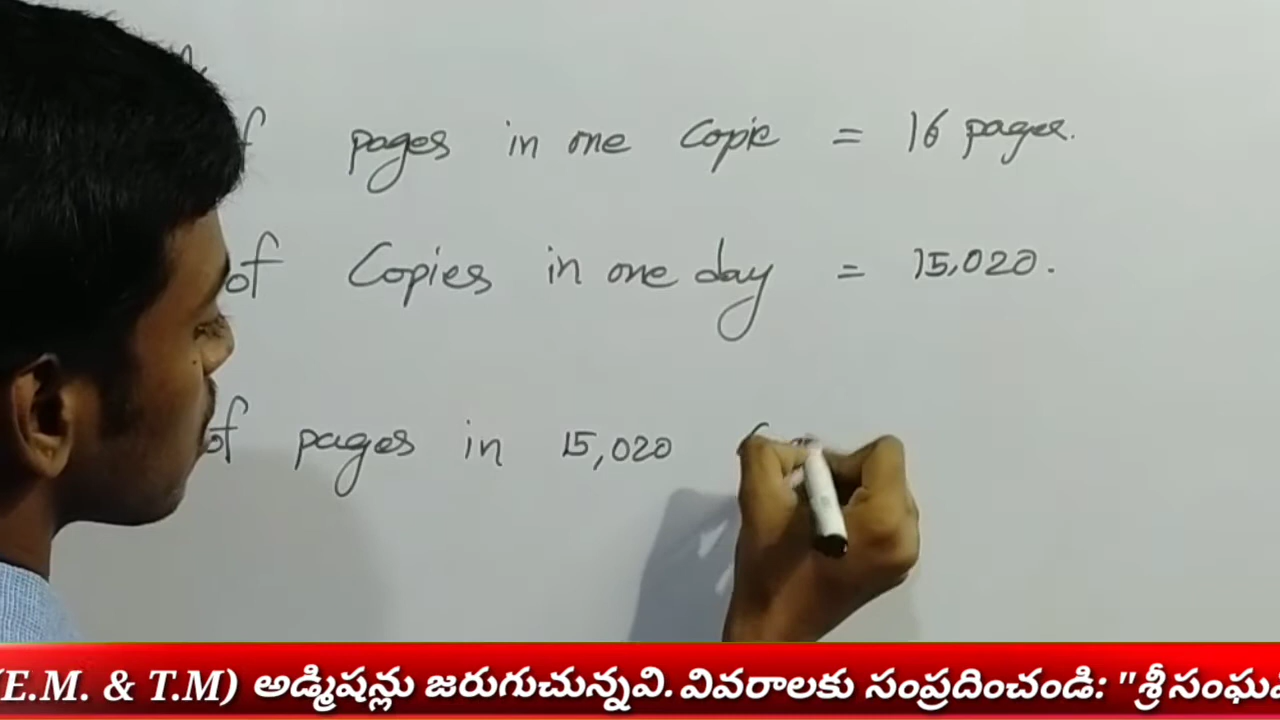 of pages in one Copie = 16 pages.
of Copies in one day = 15,020.
of pages in 15,020
(E.M. & T.M) అడ్మిషన్లు జరుగుచున్నవి. వివరాలకు సంప్రదించండి: "శ్రీ సంఘమ